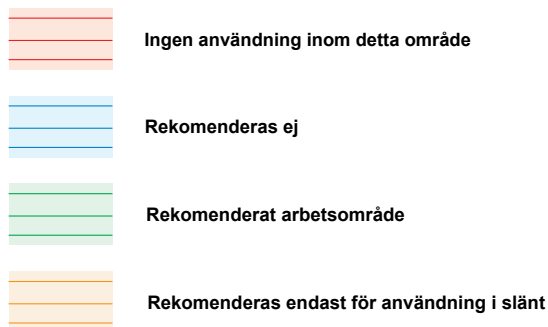 Ingen användning inom detta område
Rekomenderas ej
Rekomenderat arbetsområde
Rekomenderas endast för användning i slänt